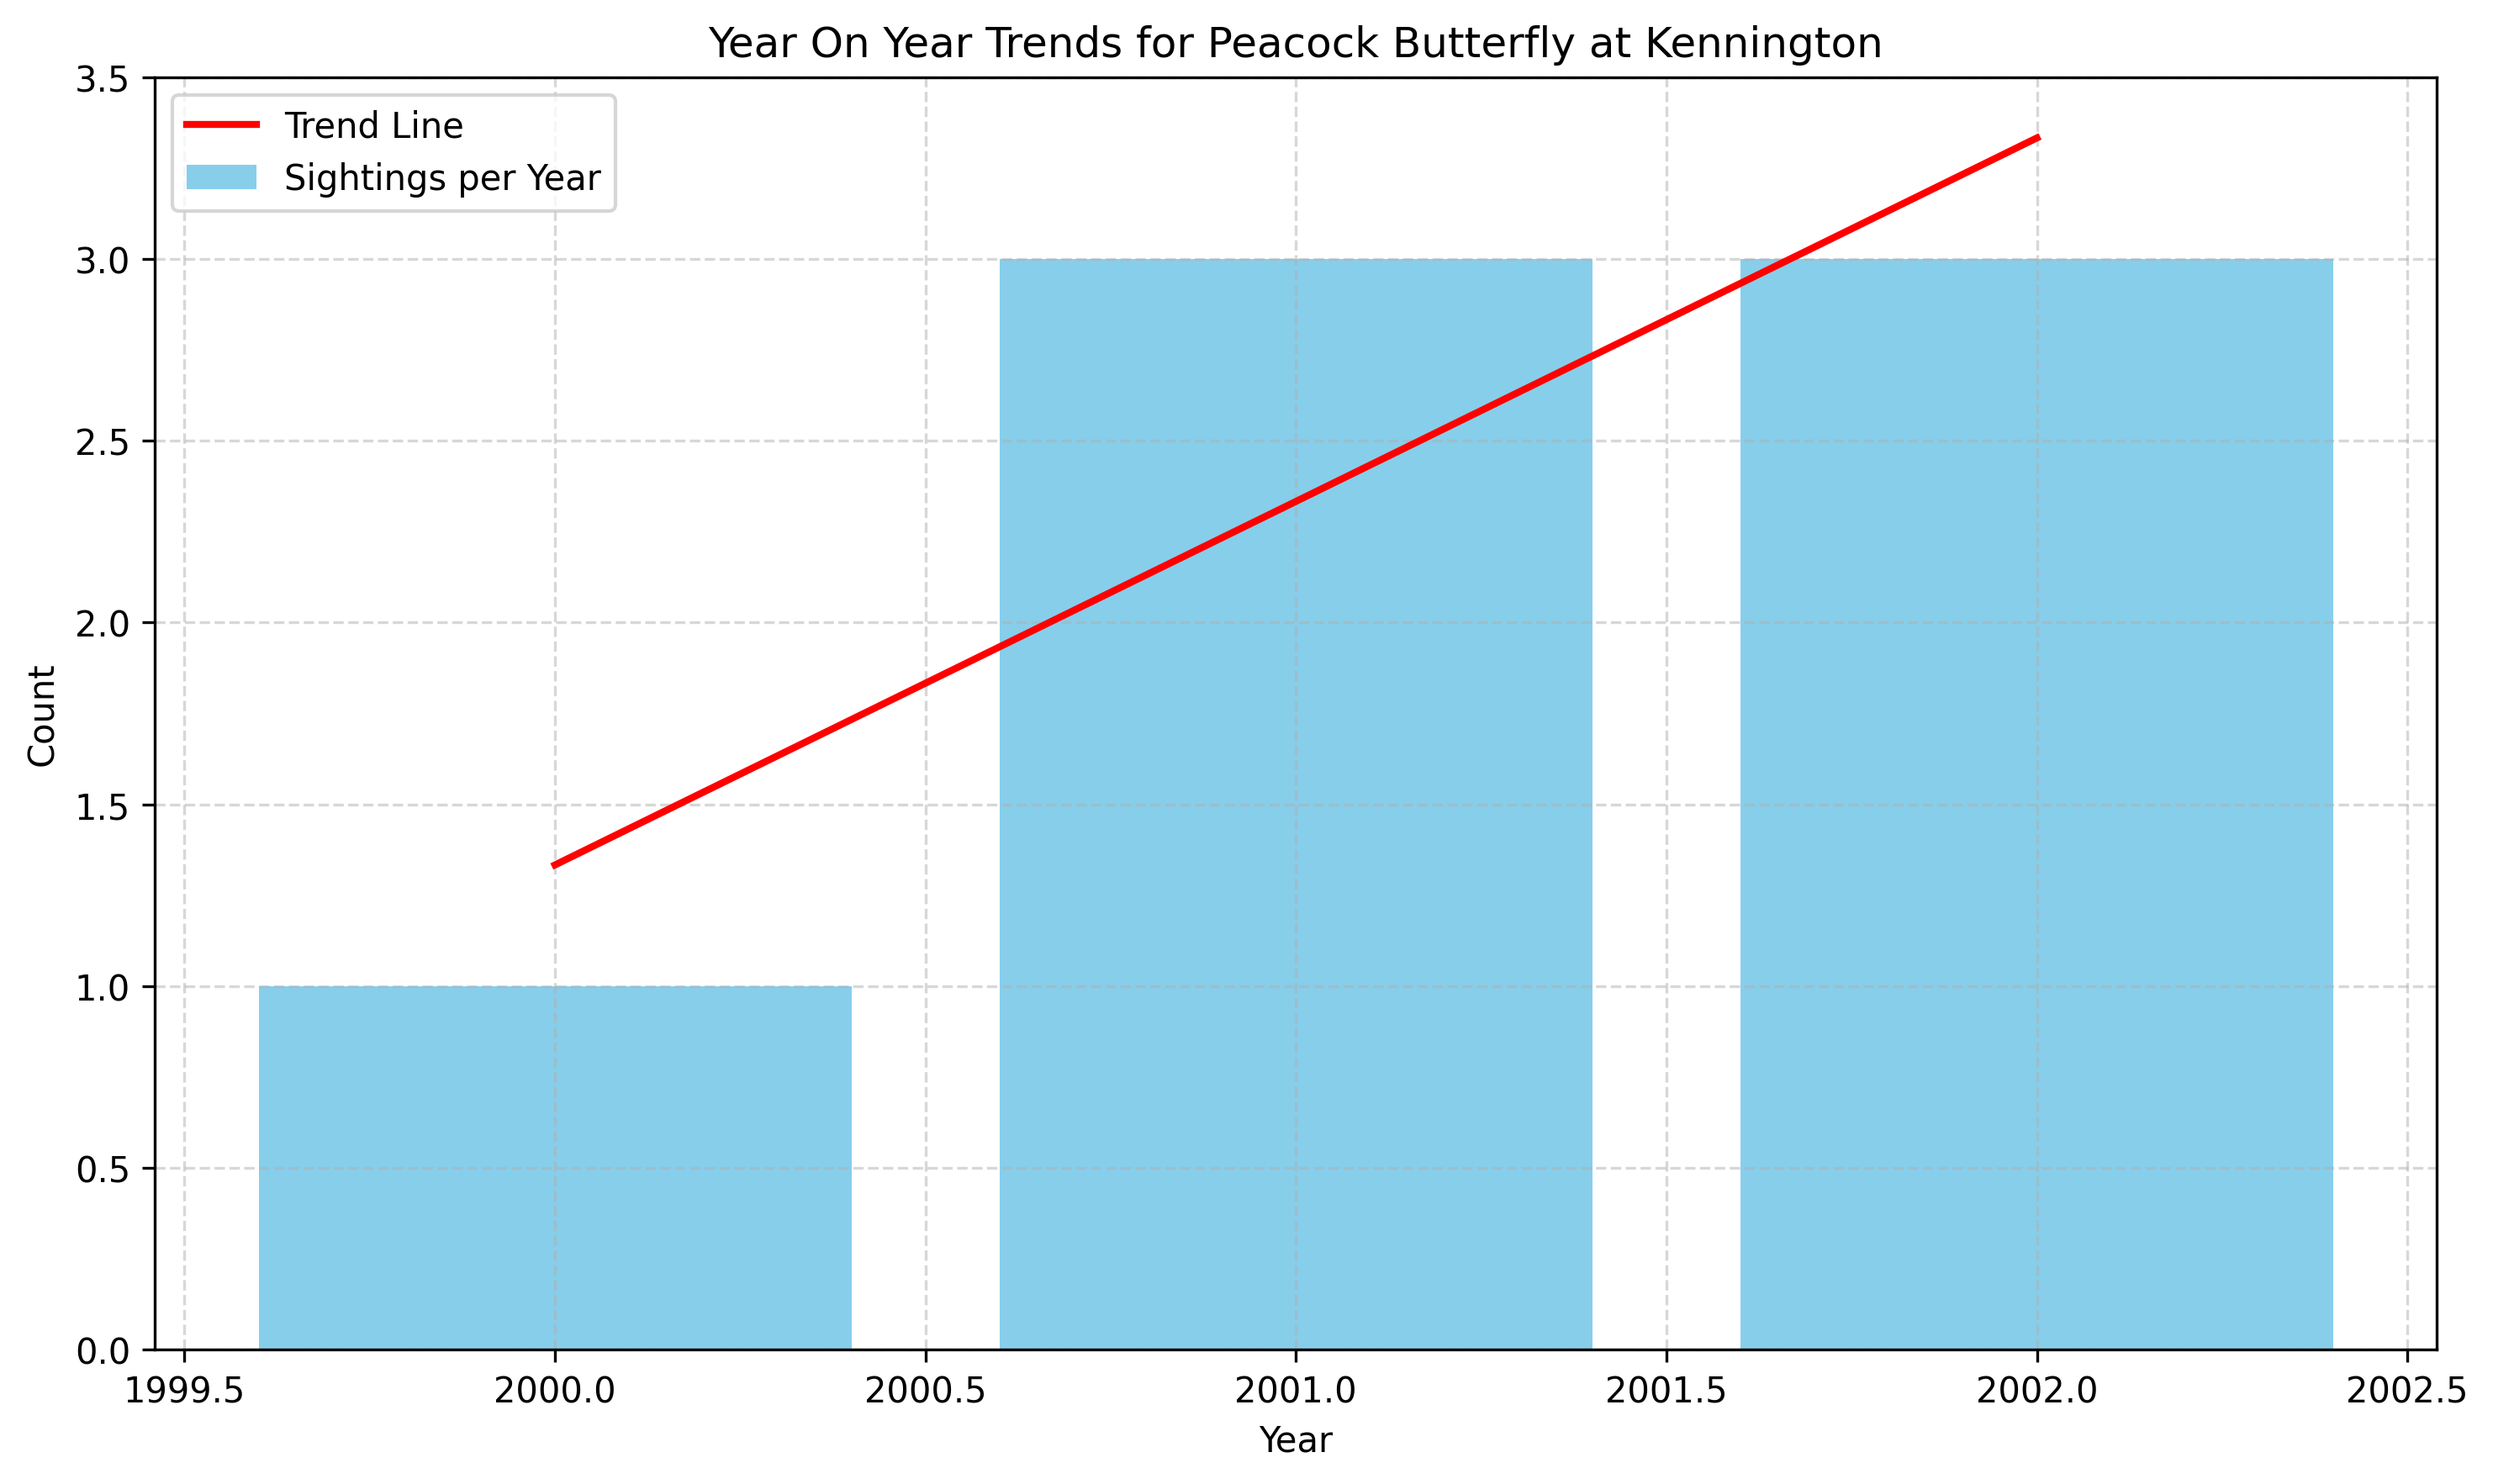 Year On Year Trends for Peacock Butterfly at Kennington
3.5
Trend Line
Sightings per Year
3.0
2.5
2.0
1.5
1.0
0.5
0.0
Count
1999.5 2000.0 2000.5 2001.0 2001.5 2002.0 2002.5
Year